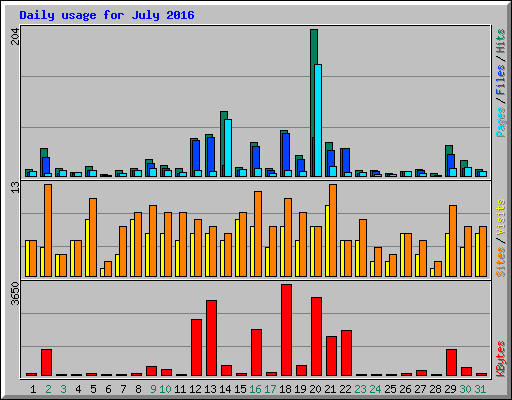 Daily usage for July 2016
204
Pages / Files / Hits
13
Sites / Visits
3650
KBytes
1 2 3 4 5 6 7 8 9 10 11 12 13 14 15 16 17 18 19 20 21 22 23 24 25 26 27 28 29 30 31